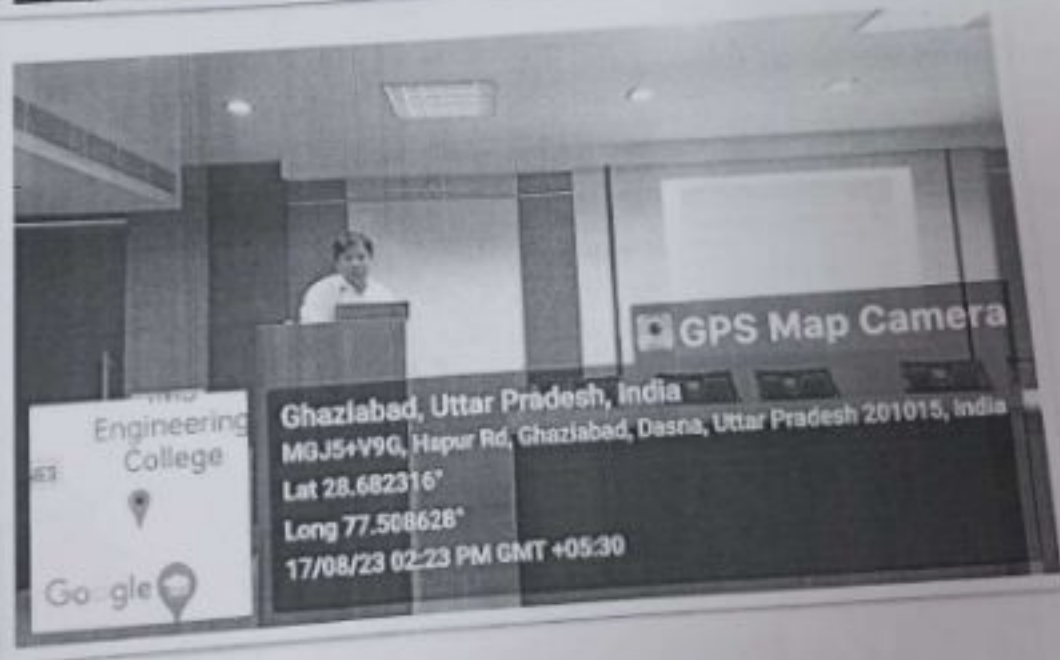 GPS Map Camera
Engineering
College
Google
Ghaziabad, Uttar Pradesh, India
MGJ5+V9G, Hapur Rd, Ghaziabad, Dasna, Uttar Pradesh 201015, India
Lat 28.682316°
Long 77.508628°
17/08/23 02:23 PM GMT +05:30